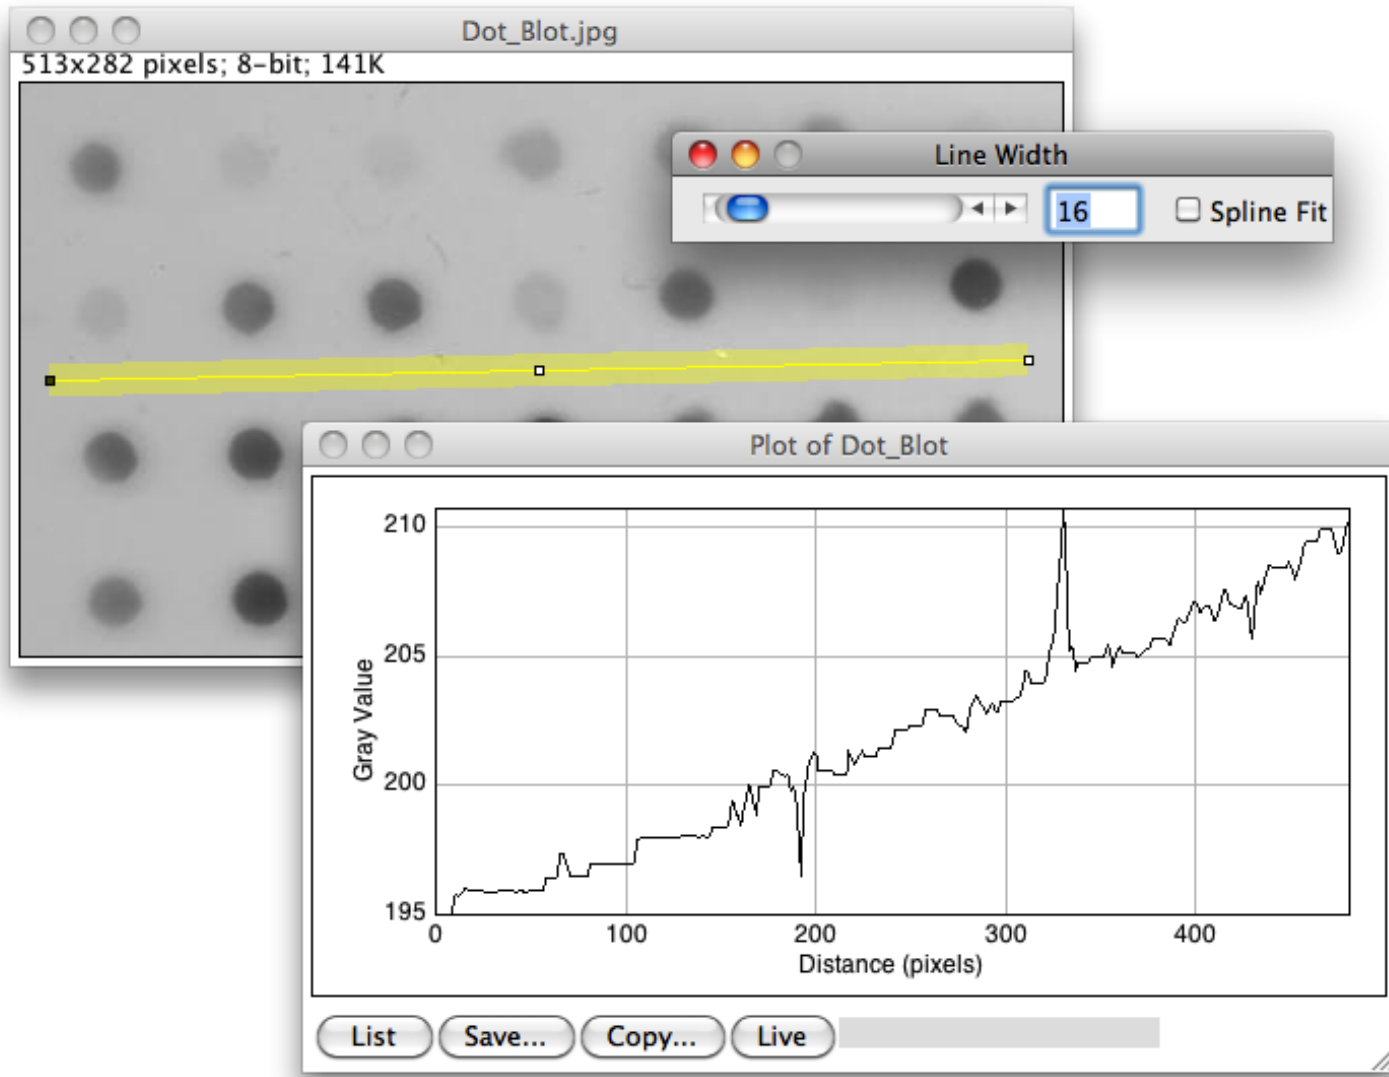 Dot_Blot.jpg
513x282 pixels; 8-bit; 141K
Line Width
16
Spline Fit
Plot of Dot_Blot
210
205
200
195
Gray Value
0 100 200 300 400
Distance (pixels)
List Save... Copy... Live